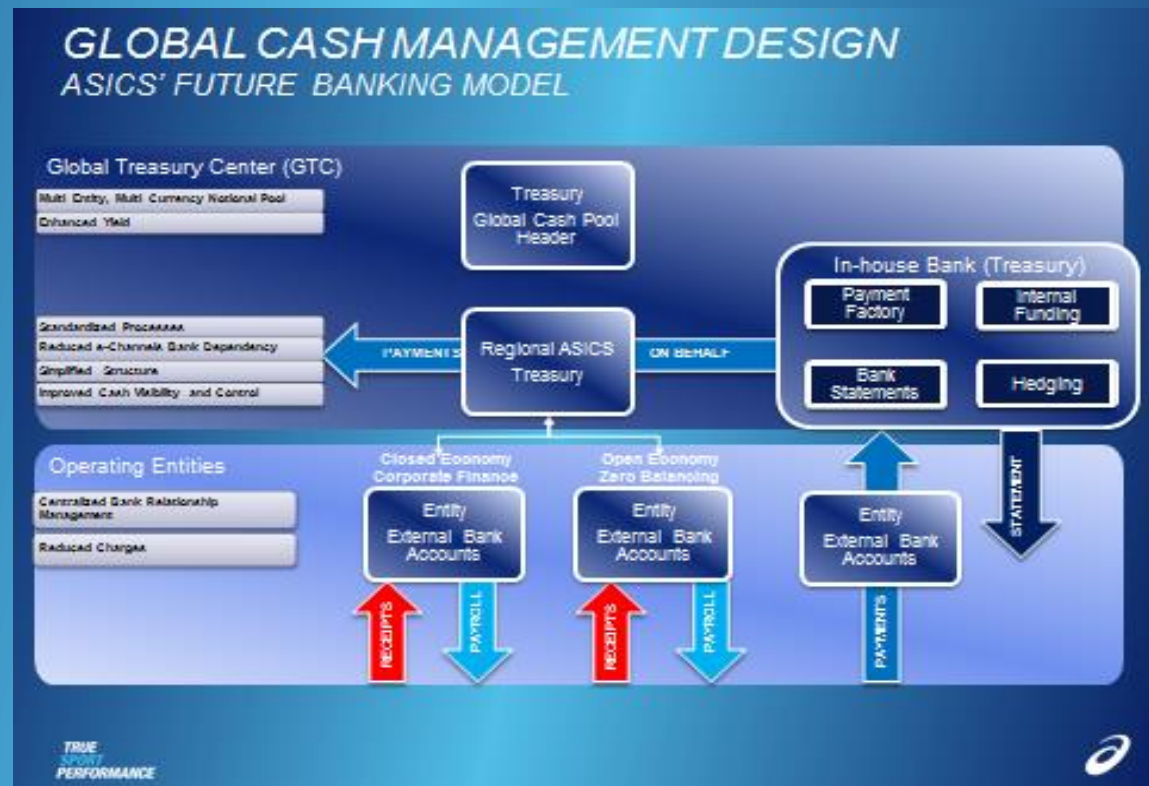 GLOBAL CASH MANAGEMENT DESIGN
ASICS' FUTURE BANKING MODEL
Global Treasury Center (GTC)
Multi Entity, Multi Currency Notional Pool
Enhanced Yield
Treasury
Global Cash Pool
Header
In-house Bank (Treasury)
Payment
Factory
Internal
Funding
Bank
Statements
Hedging
Standardized Processes
Reduced e-Channels Bank Dependency
Simplified Structure
Improved Cash Visibility and Control
PAYMENTS
Regional ASICS
Treasury
ON BEHALF
Operating Entities
Centralized Bank Relationship
Management
Reduced Charges
Closed Economy
Corporate Finance
Open Economy
Zero Balancing
Entity
External Bank
Accounts
Entity
External Bank
Accounts
Entity
External Bank
Accounts
STATEMENT
RECEIPTS
PAYROLL
RECEIPTS
PAYROLL
PAYMENTS
TRUE
SPORT
PERFORMANCE